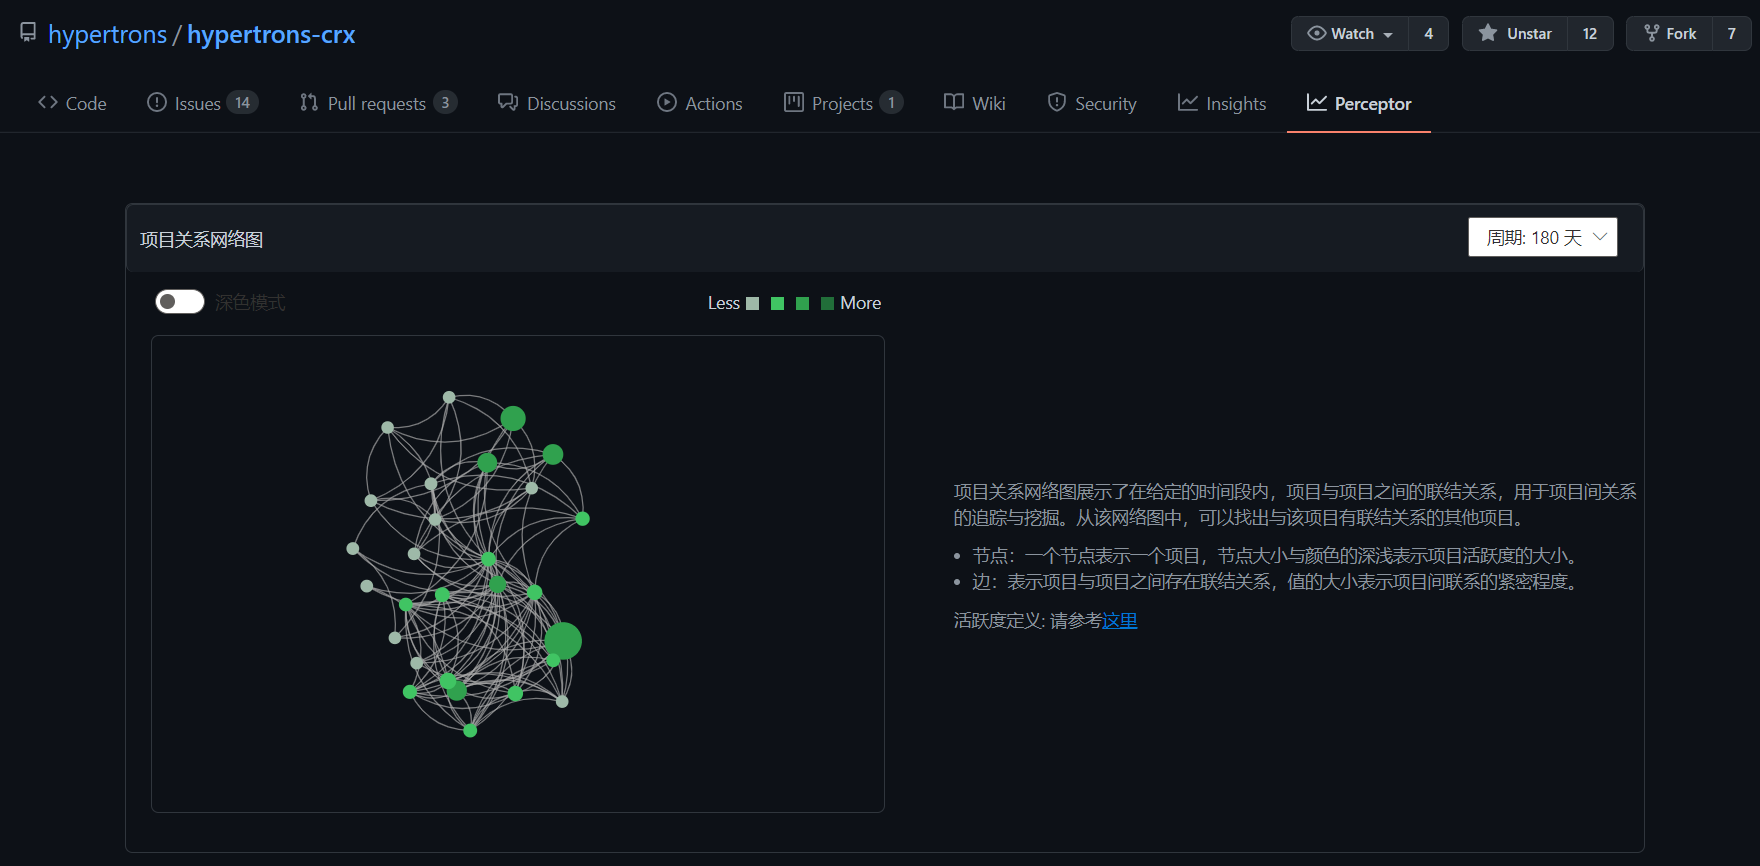 hypertrons / hypertrons-crx
Watch 4 Unstar 12 Fork 7
Code Issues 14 Pull requests 3 Discussions Actions Projects 1 Wiki Security Insights Perceptor
项目关系网络图
周期: 180 天
深色模式
Less More
项目关系网络图展示了在给定的时间段内，项目与项目之间的联结关系，用于项目间关系
的追踪与挖掘。从该网络图中，可以找出与该项目有联结关系的其他项目。
• 节点：一个节点表示一个项目，节点大小与颜色的深浅表示项目活跃度的大小。
• 边：表示项目与项目之间存在联结关系，值的大小表示项目间联系的紧密程度。
活跃度定义: 请参考这里